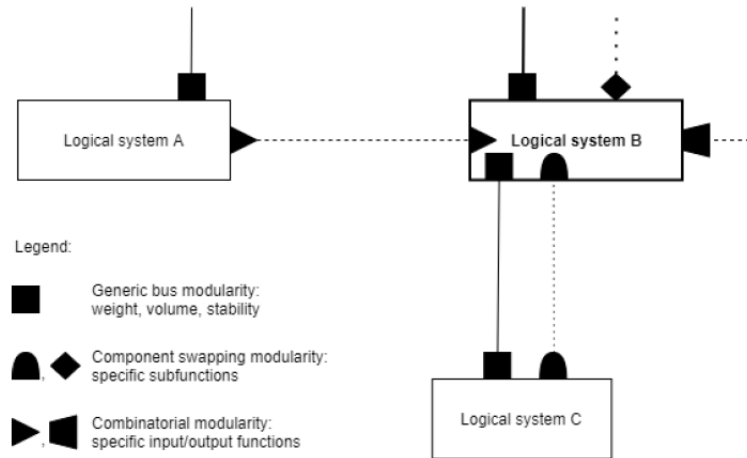 Logical system A
Logical system B
Legend:
Generic bus modularity:
weight, volume, stability
, Component swapping modularity:
specific subfunctions
, Combinatorial modularity:
specific input/output functions
Logical system C